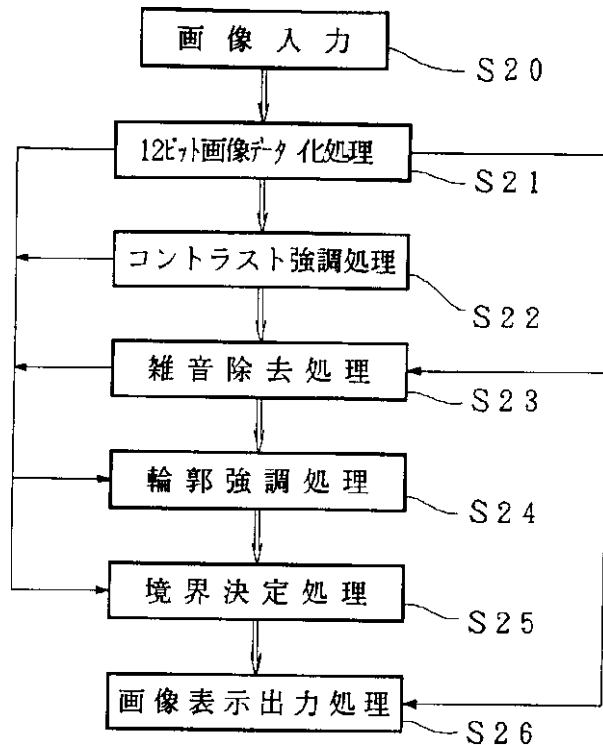 画像入力
S20
12ビット画像データ化処理
S21
コントラスト強調処理
S22
雑音除去処理
S23
輪郭強調処理
S24
境界決定処理
S25
画像表示出力処理
S26